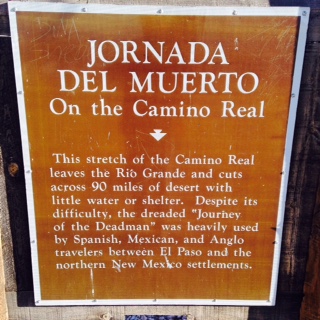 JORNADA
DEL MUERTO
On the Camino Real
This stretch of the Camino Real
leaves the Rio Grande and cuts
across 90 miles of desert with
little water or shelter. Despite its
difficulty, the dreaded "Journey
of the Deadman" was heavily used
by Spanish, Mexican, and Anglo
travelers between El Paso and the
northern New Mexico settlements.